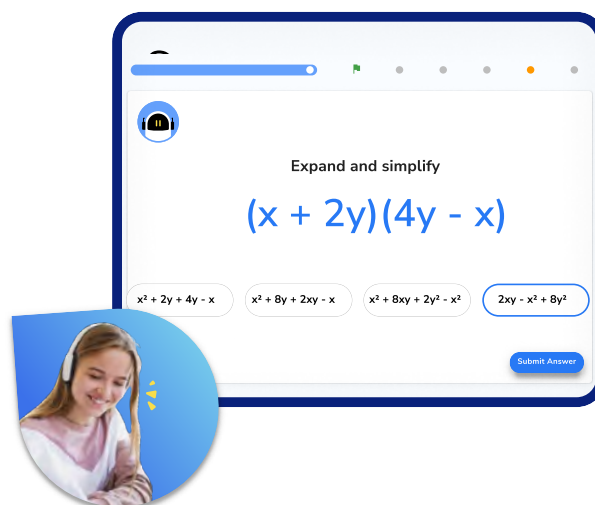 Expand and simplify
(x + 2y)(4y - x)
x² + 2y + 4y - x
x² + 8y + 2xy - x
x² + 8xy + 2y² - x²
2xy - x² + 8y²
Submit Answer